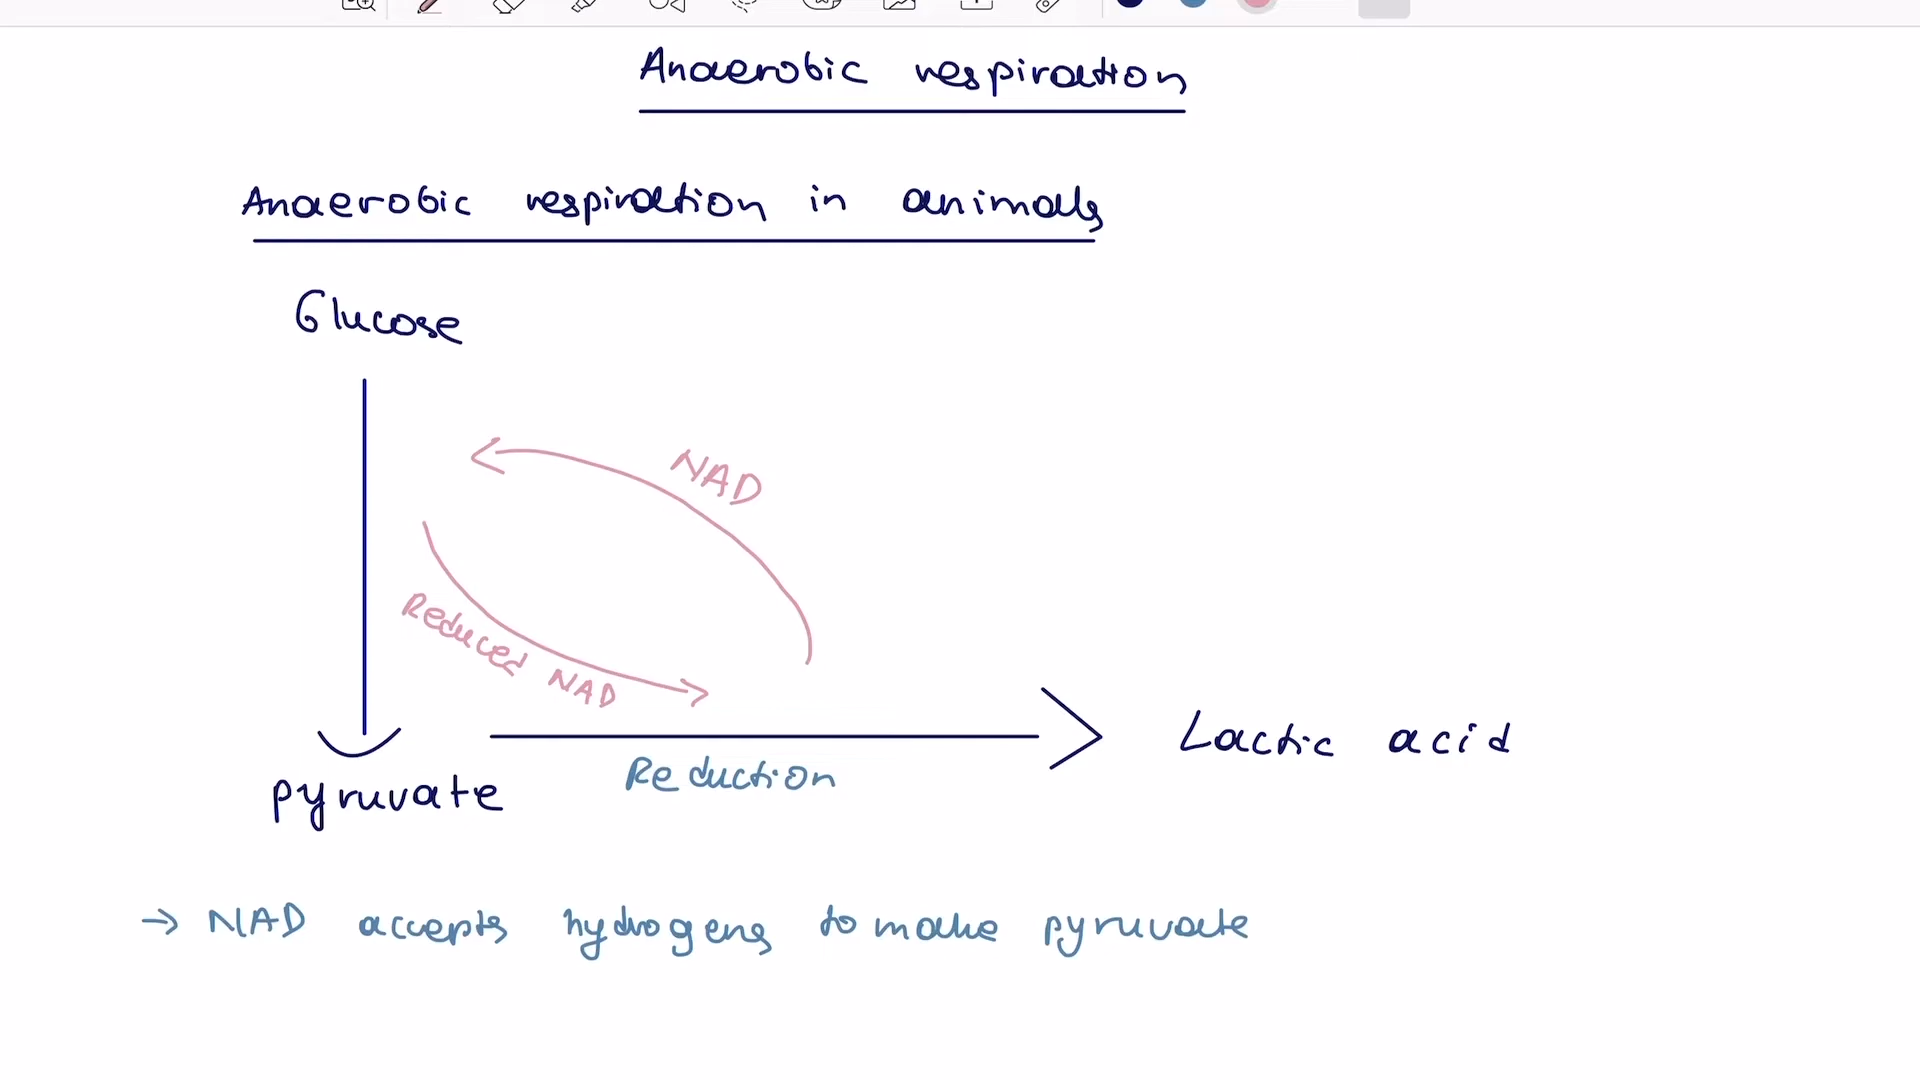 Anaerobic respiration
Anaerobic respiration in animals
Glucose
NAD
Reduced NAD
Reduction
Lactic acid
pyruvate
→ NAD accepts hydrogens to make pyruvate